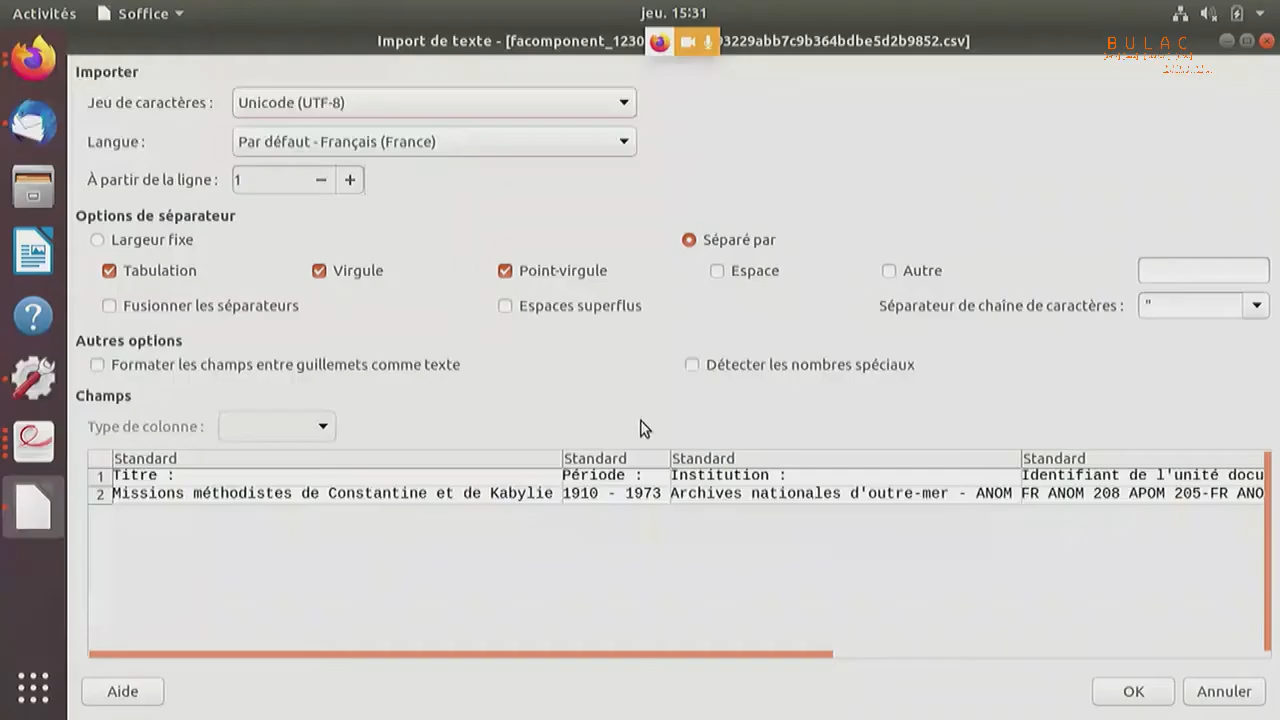 Activités Soffice jeu. 15:31
Import de texte - [facomponent_1230 93229abb7c9b364bdbe5d2b9852.csv]
BULAC
Importer
Jeu de caractères : Unicode (UTF-8)
Langue : Par défaut - Français (France)
À partir de la ligne : 1
Options de séparateur
Largeur fixe Séparé par
Tabulation Virgule Point-virgule Espace Autre
Fusionner les séparateurs Espaces superflus Séparateur de chaîne de caractères : "
Autres options
Formater les champs entre guillemets comme texte Détecter les nombres spéciaux
Champs
Type de colonne :
Standard Standard Standard Standard
1 Titre : Période : Institution : Identifiant de l'unité docu
2 Missions méthodistes de Constantine et de Kabylie 1910 - 1973 Archives nationales d'outre-mer - ANOM FR ANOM 208 APOM 205-FR ANO
Aide OK Annuler